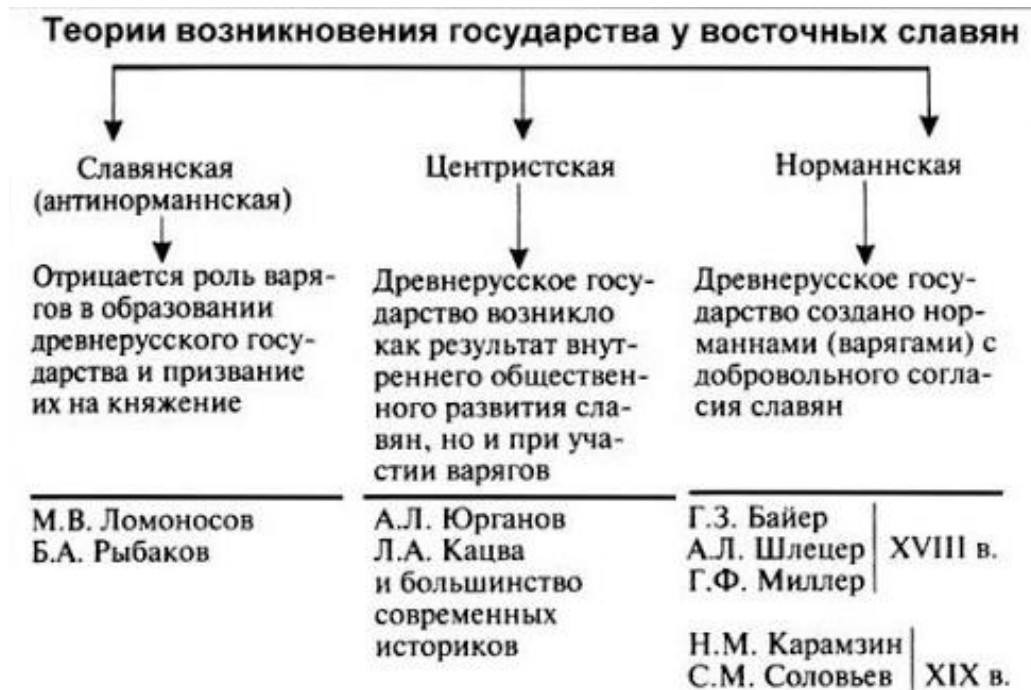 Теории возникновения государства у восточных славян
Славянская
(антинорманнская)
Отрицается роль варя-
гов в образовании
древнерусского госу-
дарства и призвание
их на княжение
М.В. Ломоносов
Б.А. Рыбаков
Центристская
Древнерусское госу-
дарство возникло
как результат внут-
реннего обществен-
ного развития сла-
вян, но и при уча-
стии варягов
А.Л. Юрганов
Л.А. Кацва
и большинство
современных
историков
Норманнская
Древнерусское госу-
дарство создано нор-
маннами (варягами) с
добровольного согла-
сия славян
Г.З. Байер
А.Л. Шлецер
Г.Ф. Миллер
XVIII в.
Н.М. Карамзин
С.М. Соловьев
XIX в.